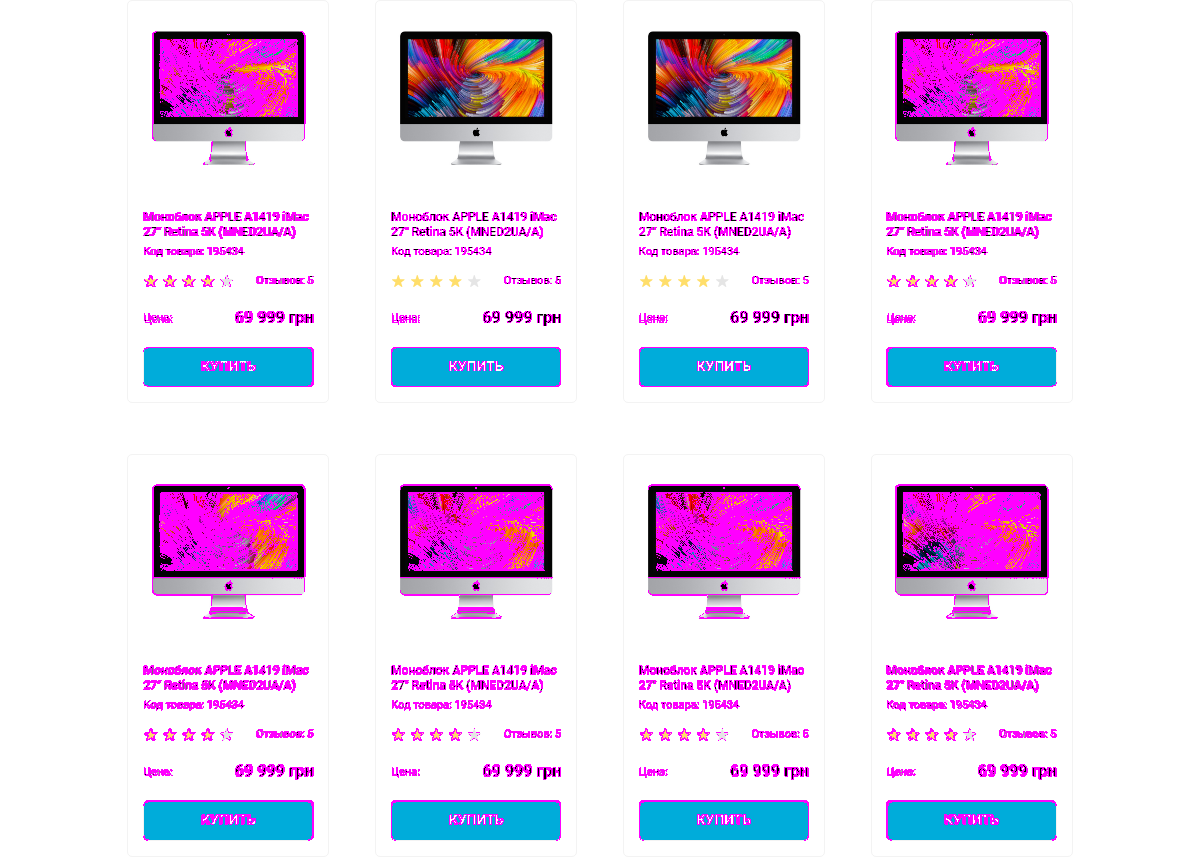 Моноблок APPLE A1419 iMac
27" Retina 5K (MNED2UA/A)
Код товара: 195434
Отзывов: 5
Цена:
69 999 грн
КУПИТЬ
Моноблок APPLE A1419 iMac
27" Retina 5K (MNED2UA/A)
Код товара: 195434
Отзывов: 5
Цена:
69 999 грн
КУПИТЬ
Моноблок APPLE A1419 iMac
27" Retina 5K (MNED2UA/A)
Код товара: 195434
Отзывов: 5
Цена:
69 999 грн
КУПИТЬ
Моноблок APPLE A1419 iMac
27" Retina 5K (MNED2UA/A)
Код товара: 195434
Отзывов: 5
Цена:
69 999 грн
КУПИТЬ
Моноблок APPLE A1419 iMac
27" Retina 5K (MNED2UA/A)
Код товара: 195434
Отзывов: 5
Цена:
69 999 грн
КУПИТЬ
Моноблок APPLE A1419 iMac
27" Retina 5K (MNED2UA/A)
Код товара: 195434
Отзывов: 5
Цена:
69 999 грн
КУПИТЬ
Моноблок APPLE A1419 iMac
27" Retina 5K (MNED2UA/A)
Код товара: 195434
Отзывов: 5
Цена:
69 999 грн
КУПИТЬ
Моноблок APPLE A1419 iMac
27" Retina 5K (MNED2UA/A)
Код товара: 195434
Отзывов: 5
Цена:
69 999 грн
КУПИТЬ